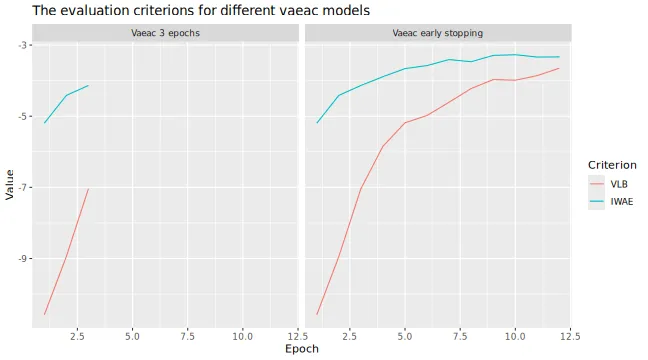 The evaluation criterions for different vaeac models
Vaeac 3 epochs
Vaeac early stopping
-3
-5
-7
-9
Value
2.5 5.0 7.5 10.0 12.5
2.5 5.0 7.5 10.0 12.5
Epoch
Criterion
VLB
IWAE